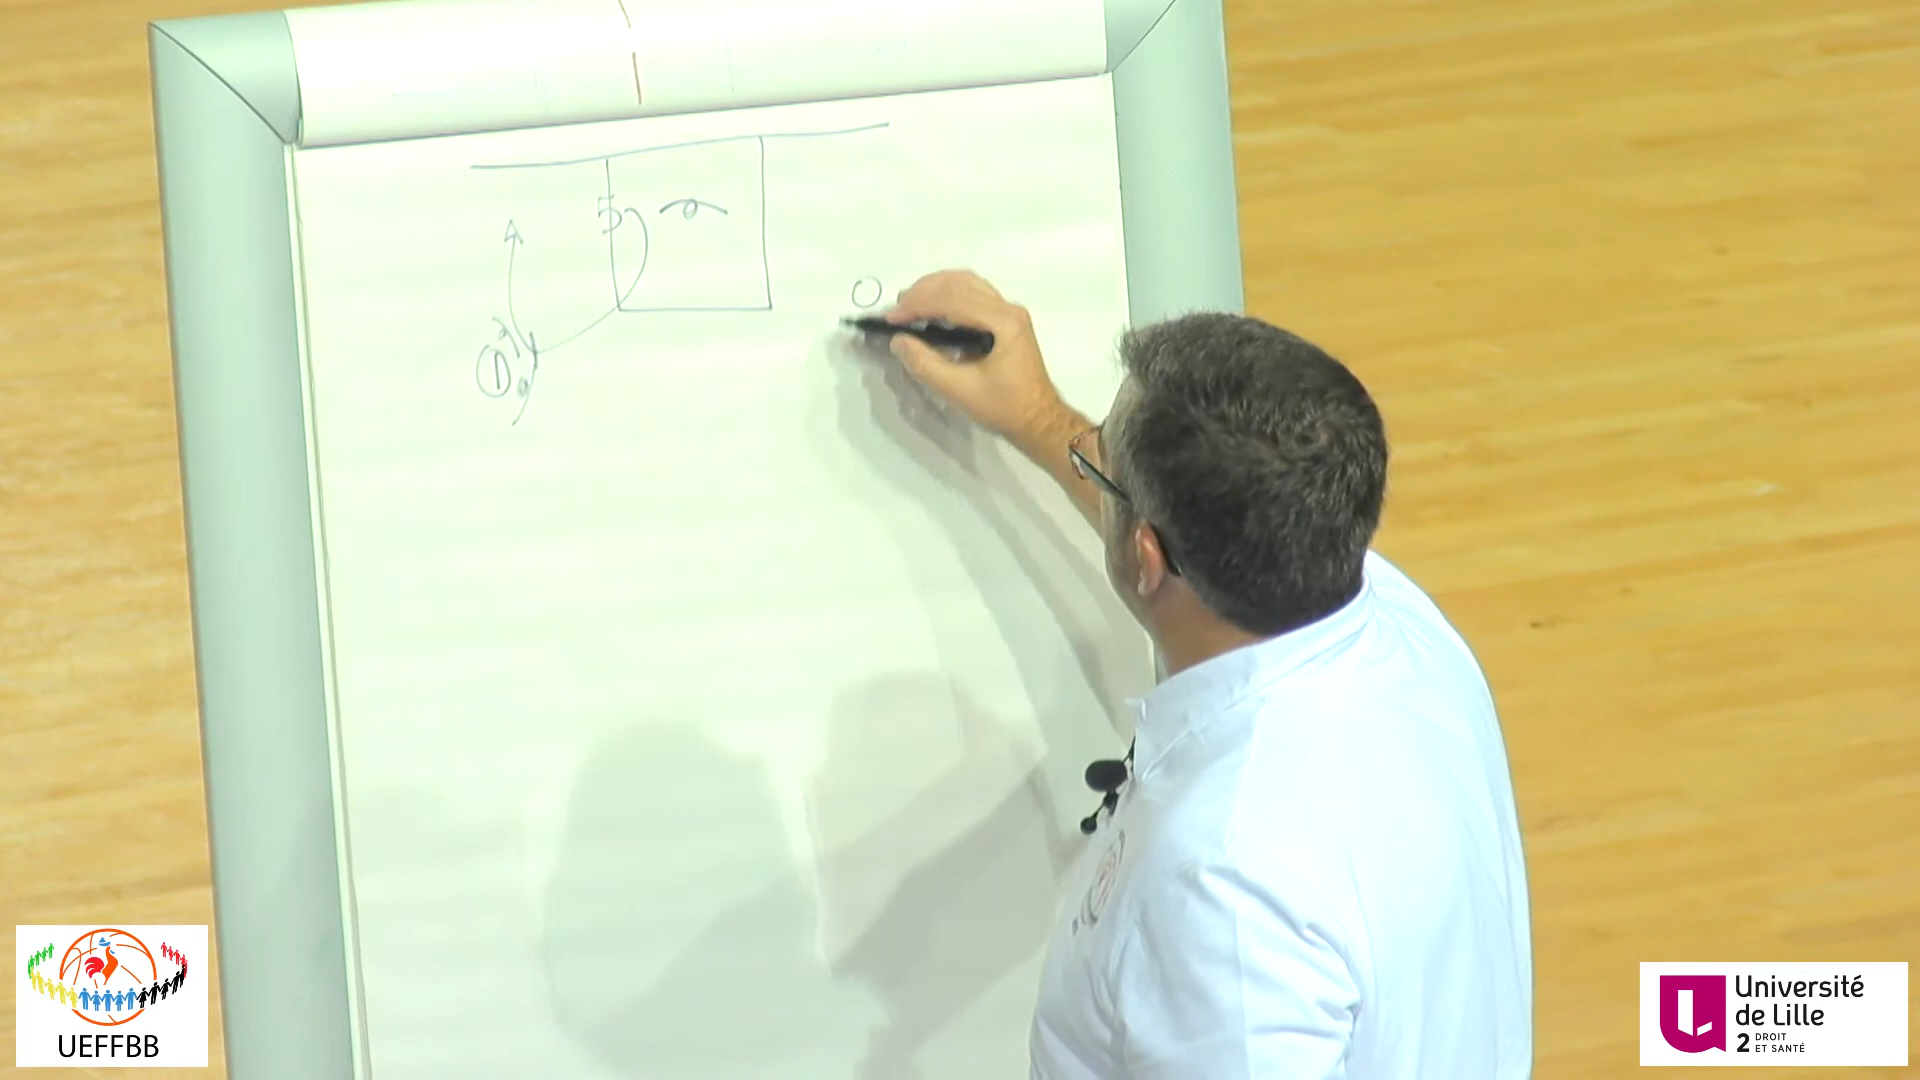 5
1
UEFFBB
Université
de Lille
2 DROIT
ET SANTÉ